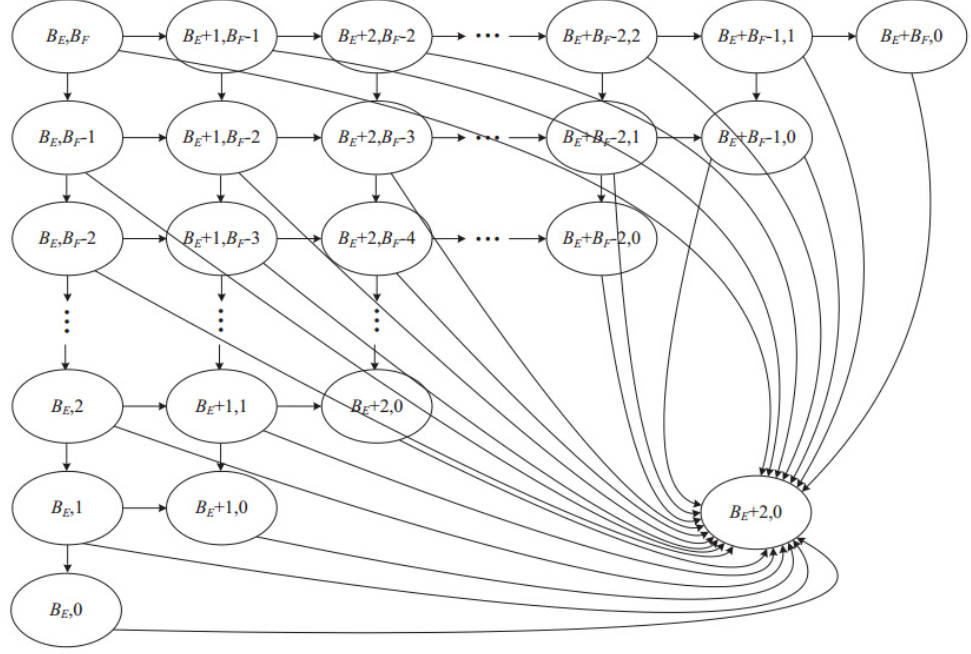 B_E,B_F B_E+1,B_F-1 B_E+2,B_F-2 ··· B_E+B_F-2,2 B_E+B_F-1,1 B_E+B_F,0
B_E,B_F-1 B_E+1,B_F-2 B_E+2,B_F-3 ··· B_E+B_F-2,1 B_E+B_F-1,0
B_E,B_F-2 B_E+1,B_F-3 B_E+2,B_F-4 ··· B_E+B_F-2,0
B_E,2 B_E+1,1 B_E+2,0
B_E,1 B_E+1,0 B_E+2,0
B_E,0